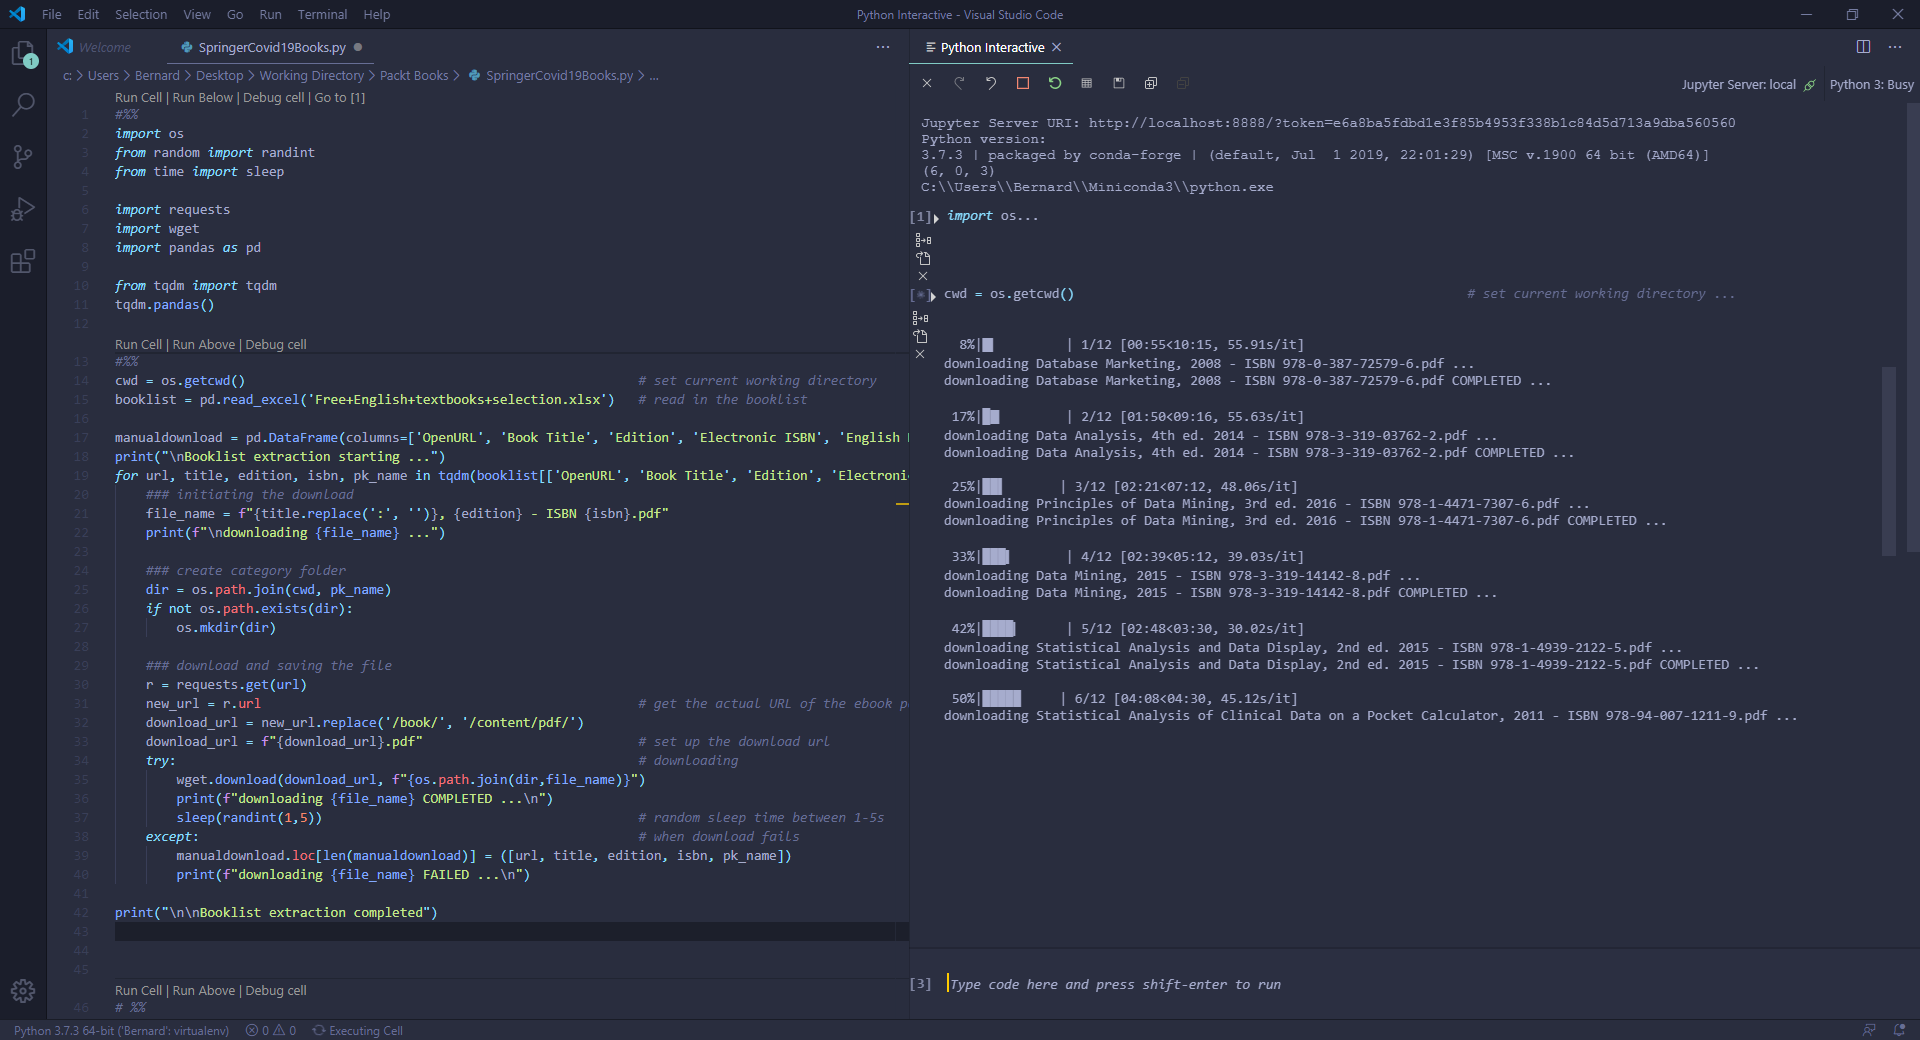 File Edit Selection View Go Run Terminal Help
Python Interactive - Visual Studio Code
Welcome
SpringerCovid19Books.py
c: > Users > Bernard > Desktop > Working Directory > Packt Books > SpringerCovid19Books.py > ...
Run Cell | Run Below | Debug cell | Go to [1]
1 #%%
2 import os
3 from random import randint
4 from time import sleep
5
6 import requests
7 import wget
8 import pandas as pd
9
10 from tqdm import tqdm
11 tqdm.pandas()
12
Run Cell | Run Above | Debug cell
13 #%%
14 cwd = os.getcwd() # set current working directory
15 booklist = pd.read_excel('Free+English+textbooks+selection.xlsx') # read in the booklist
16
17 manualdownload = pd.DataFrame(columns=['OpenURL', 'Book Title', 'Edition', 'Electronic ISBN', 'English
18 print("\nBooklist extraction starting ...")
19 for url, title, edition, isbn, pk_name in tqdm(booklist[['OpenURL', 'Book Title', 'Edition', 'Electroni
20 ### initiating the download
21 file_name = f"{title.replace(':', '')}, {edition} - ISBN {isbn}.pdf"
22 print(f"\ndownloading {file_name} ...")
23
24 ### create category folder
25 dir = os.path.join(cwd, pk_name)
26 if not os.path.exists(dir):
27 os.mkdir(dir)
28
29 ### download and saving the file
30 r = requests.get(url)
31 new_url = r.url # get the actual URL of the ebook p
32 download_url = new_url.replace('/book/', '/content/pdf/')
33 download_url = f"{download_url}.pdf" # set up the download url
34 try: # downloading
35 wget.download(download_url, f"{os.path.join(dir,file_name)}")
36 print(f"downloading {file_name} COMPLETED ...\n")
37 sleep(randint(1,5)) # random sleep time between 1-5s
38 except: # when download fails
39 manualdownload.loc[len(manualdownload)] = ([url, title, edition, isbn, pk_name])
40 print(f"downloading {file_name} FAILED ...\n")
41
42 print("\n\nBooklist extraction completed")
43
44
45
Run Cell | Run Above | Debug cell
46 # %%
Python Interactive
Jupyter Server: local
Python 3: Busy
Jupyter Server URI: http://localhost:8888/?token=e6a8ba5fdbd1e3f85b4953f338b1c84d5d713a9dba560560
Python version:
3.7.3 | packaged by conda-forge | (default, Jul 1 2019, 22:01:29) [MSC v.1900 64 bit (AMD64)]
(6, 0, 3)
C:\\Users\\Bernard\\Miniconda3\\python.exe
[1] import os...
[*] cwd = os.getcwd() # set current working directory ...
8%| | 1/12 [00:55<10:15, 55.91s/it]
downloading Database Marketing, 2008 - ISBN 978-0-387-72579-6.pdf ...
downloading Database Marketing, 2008 - ISBN 978-0-387-72579-6.pdf COMPLETED ...
17%| | 2/12 [01:50<09:16, 55.63s/it]
downloading Data Analysis, 4th ed. 2014 - ISBN 978-3-319-03762-2.pdf ...
downloading Data Analysis, 4th ed. 2014 - ISBN 978-3-319-03762-2.pdf COMPLETED ...
25%| | 3/12 [02:21<07:12, 48.06s/it]
downloading Principles of Data Mining, 3rd ed. 2016 - ISBN 978-1-4471-7307-6.pdf ...
downloading Principles of Data Mining, 3rd ed. 2016 - ISBN 978-1-4471-7307-6.pdf COMPLETED ...
33%| | 4/12 [02:39<05:12, 39.03s/it]
downloading Data Mining, 2015 - ISBN 978-3-319-14142-8.pdf ...
downloading Data Mining, 2015 - ISBN 978-3-319-14142-8.pdf COMPLETED ...
42%| | 5/12 [02:48<03:30, 30.02s/it]
downloading Statistical Analysis and Data Display, 2nd ed. 2015 - ISBN 978-1-4939-2122-5.pdf ...
downloading Statistical Analysis and Data Display, 2nd ed. 2015 - ISBN 978-1-4939-2122-5.pdf COMPLETED ...
50%| | 6/12 [04:08<04:30, 45.12s/it]
downloading Statistical Analysis of Clinical Data on a Pocket Calculator, 2011 - ISBN 978-94-007-1211-9.pdf ...
[3] Type code here and press shift-enter to run
1
Python 3.7.3 64-bit ('Bernard': virtualenv) 0 0 Executing Cell